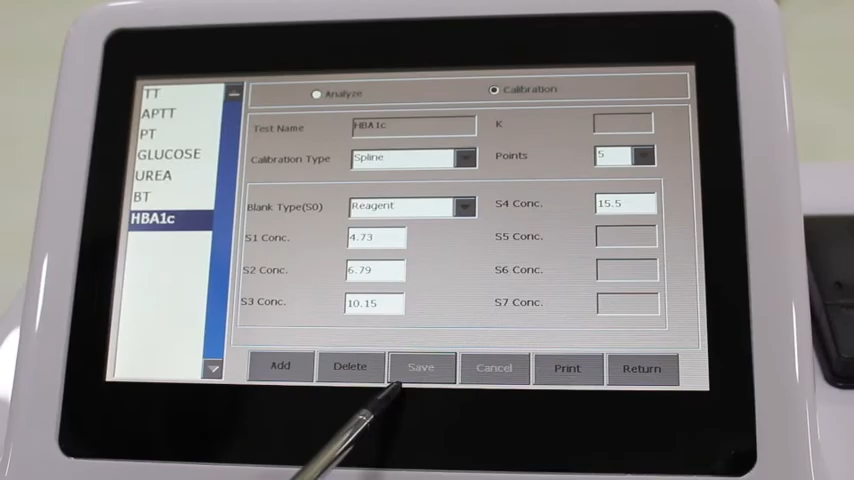 TT
APTT
PT
GLUCOSE
UREA
BT
HBA1c
Analyze
Calibration
Test Name HBA1c
K
Calibration Type Spline
Points 5
Blank Type(S0) Reagent
S4 Conc. 15.5
S1 Conc. 4.73
S5 Conc.
S2 Conc. 6.79
S6 Conc.
S3 Conc. 10.15
S7 Conc.
Add Delete Save Cancel Print Return